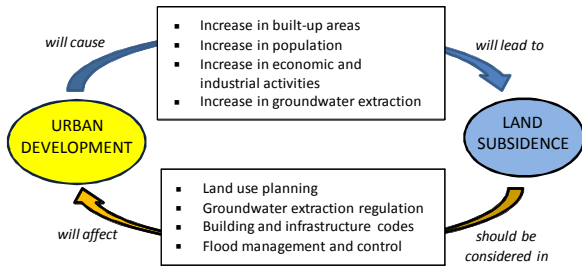 will cause
▪ Increase in built-up areas
▪ Increase in population
▪ Increase in economic and
industrial activities
▪ Increase in groundwater extraction
will lead to
URBAN
DEVELOPMENT
LAND
SUBSIDENCE
▪ Land use planning
▪ Groundwater extraction regulation
▪ Building and infrastructure codes
▪ Flood management and control
will affect
should be
considered in